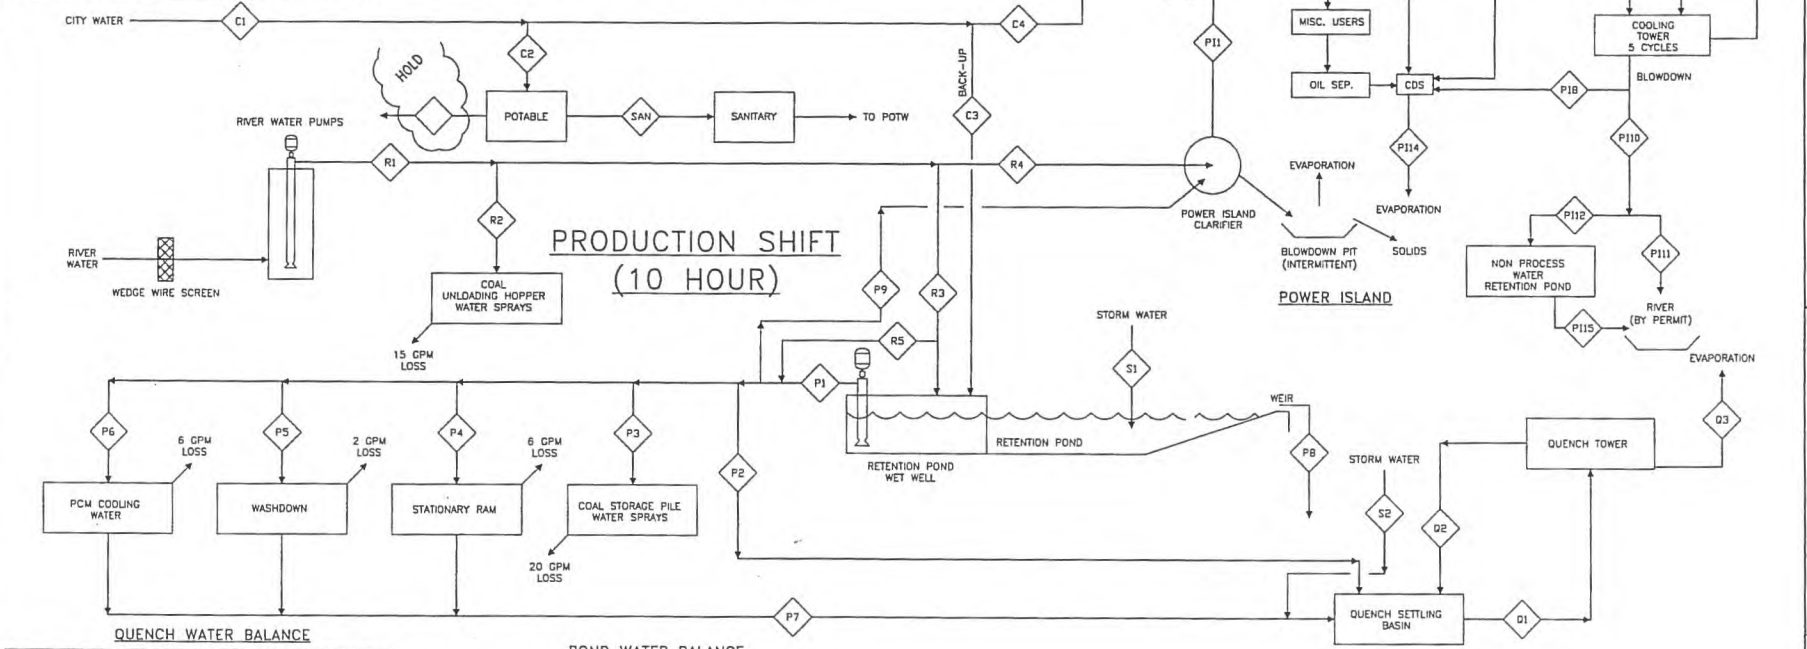 CITY WATER
C1
C4
C2
HOLD
BACK-UP
C3
POTABLE
SAN
SANITARY
TO POTW
PI1
MISC. USERS
OIL SEP.
CDS
COOLING
TOWER
5 CYCLES
BLOWDOWN
PI8
PI10
PI14
EVAPORATION
RIVER WATER PUMPS
R1
R4
R2
POWER ISLAND
CLARIFIER
EVAPORATION
BLOWDOWN PIT
(INTERMITTENT)
SOLIDS
POWER ISLAND
PI12
PI11
NON PROCESS
WATER
RETENTION POND
RIVER
(BY PERMIT)
PI15
EVAPORATION
RIVER
WATER
WEDGE WIRE SCREEN
PRODUCTION SHIFT
(10 HOUR)
COAL
UNLOADING HOPPER
WATER SPRAYS
15 GPM
LOSS
P9
R3
R5
P1
STORM WATER
S1
WEIR
P8
RETENTION POND
RETENTION POND
WET WELL
P6
P5
P4
P3
P2
6 GPM
LOSS
2 GPM
LOSS
6 GPM
LOSS
PCM COOLING
WATER
WASHDOWN
STATIONARY RAM
COAL STORAGE PILE
WATER SPRAYS
20 GPM
LOSS
STORM WATER
S2
Q2
QUENCH TOWER
Q3
P7
QUENCH SETTLING
BASIN
Q1
QUENCH WATER BALANCE
POND WATER BALANCE